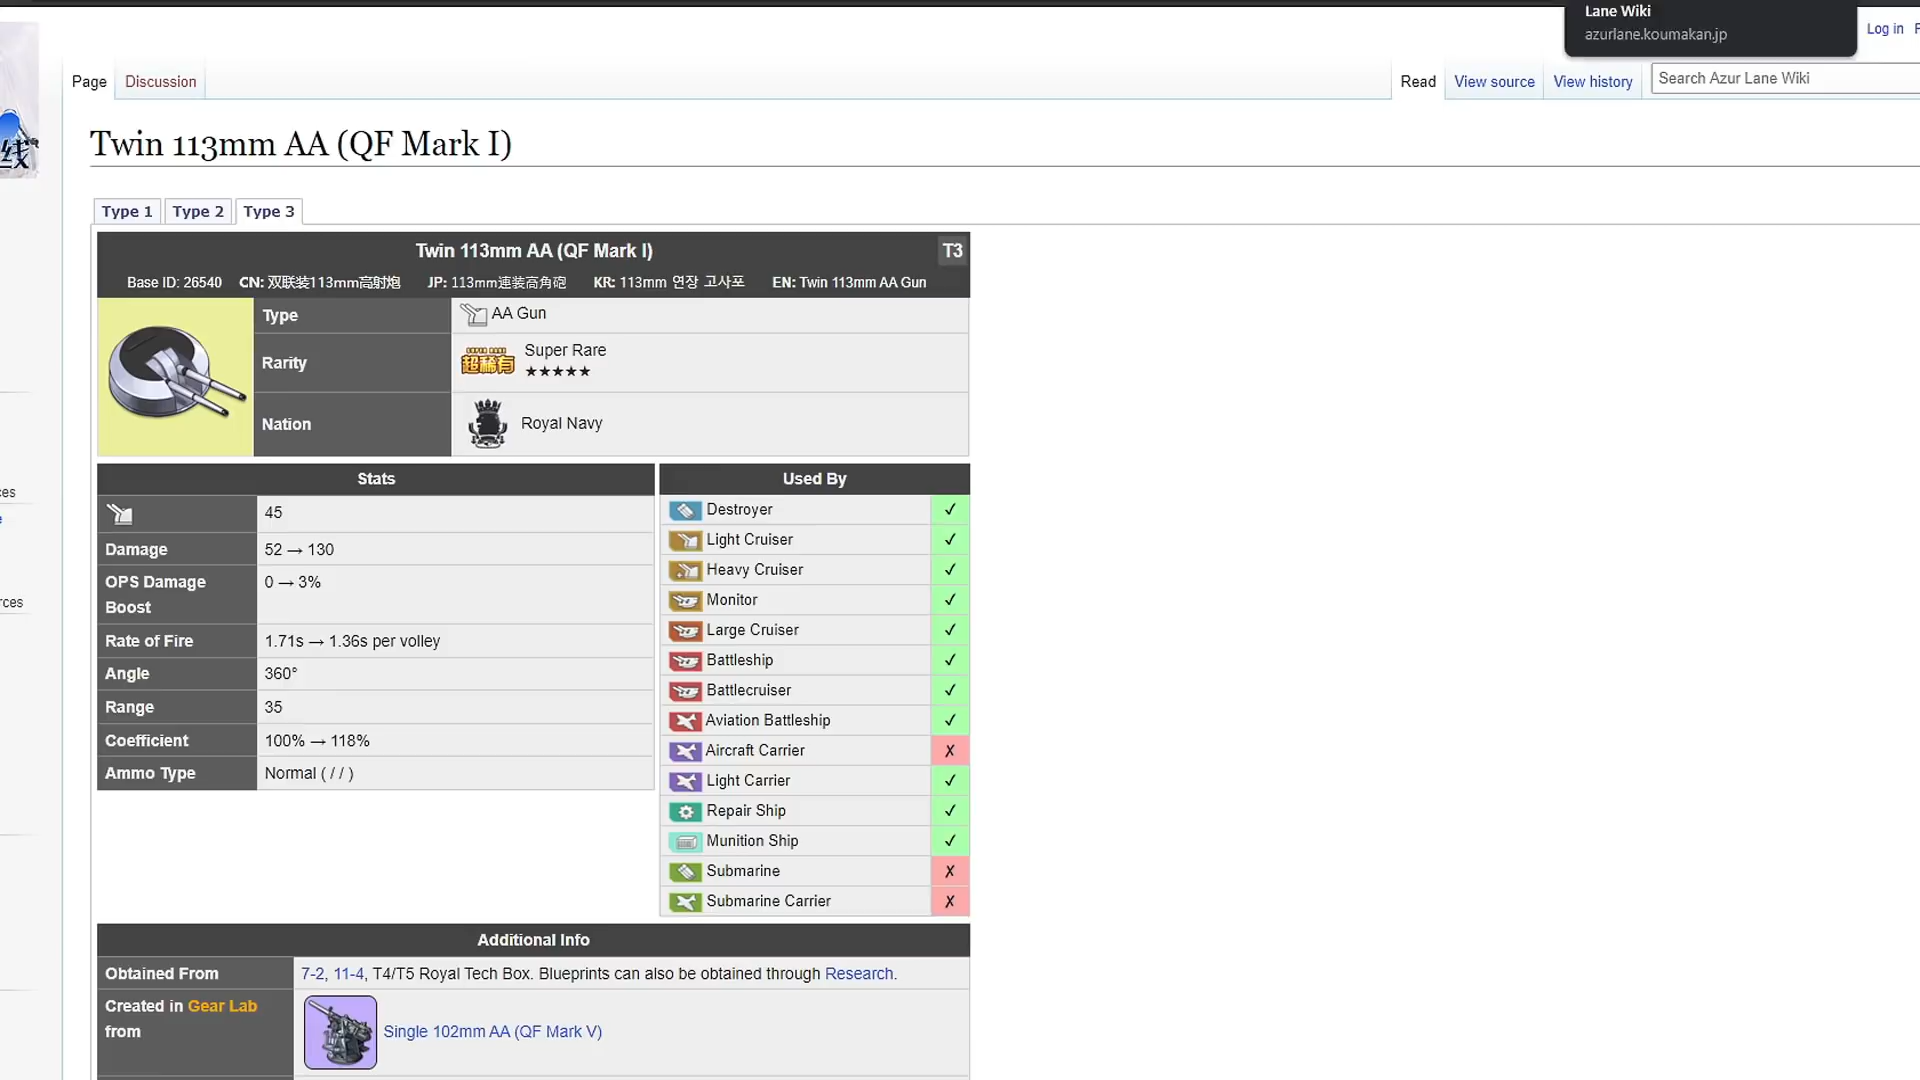 Lane Wiki
azurlane.koumakan.jp
Log in
Page Discussion Read View source View history Search Azur Lane Wiki
线
Twin 113mm AA (QF Mark I)
Type 1 Type 2 Type 3
Twin 113mm AA (QF Mark I) T3
Base ID: 26540 CN: 双联装113mm高射炮 JP: 113mm連装高角砲 KR: 113mm 연장 고사포 EN: Twin 113mm AA Gun
Type AA Gun
Rarity 超稀有 Super Rare
★★★★★
Nation Royal Navy
Stats
45
Damage 52 → 130
OPS Damage Boost 0 → 3%
Rate of Fire 1.71s → 1.36s per volley
Angle 360°
Range 35
Coefficient 100% → 118%
Ammo Type Normal ( / / )
Used By
Destroyer ✓
Light Cruiser ✓
Heavy Cruiser ✓
Monitor ✓
Large Cruiser ✓
Battleship ✓
Battlecruiser ✓
Aviation Battleship ✓
Aircraft Carrier ✗
Light Carrier ✓
Repair Ship ✓
Munition Ship ✓
Submarine ✗
Submarine Carrier ✗
Additional Info
Obtained From 7-2, 11-4, T4/T5 Royal Tech Box. Blueprints can also be obtained through Research.
Created in Gear Lab
from
Single 102mm AA (QF Mark V)